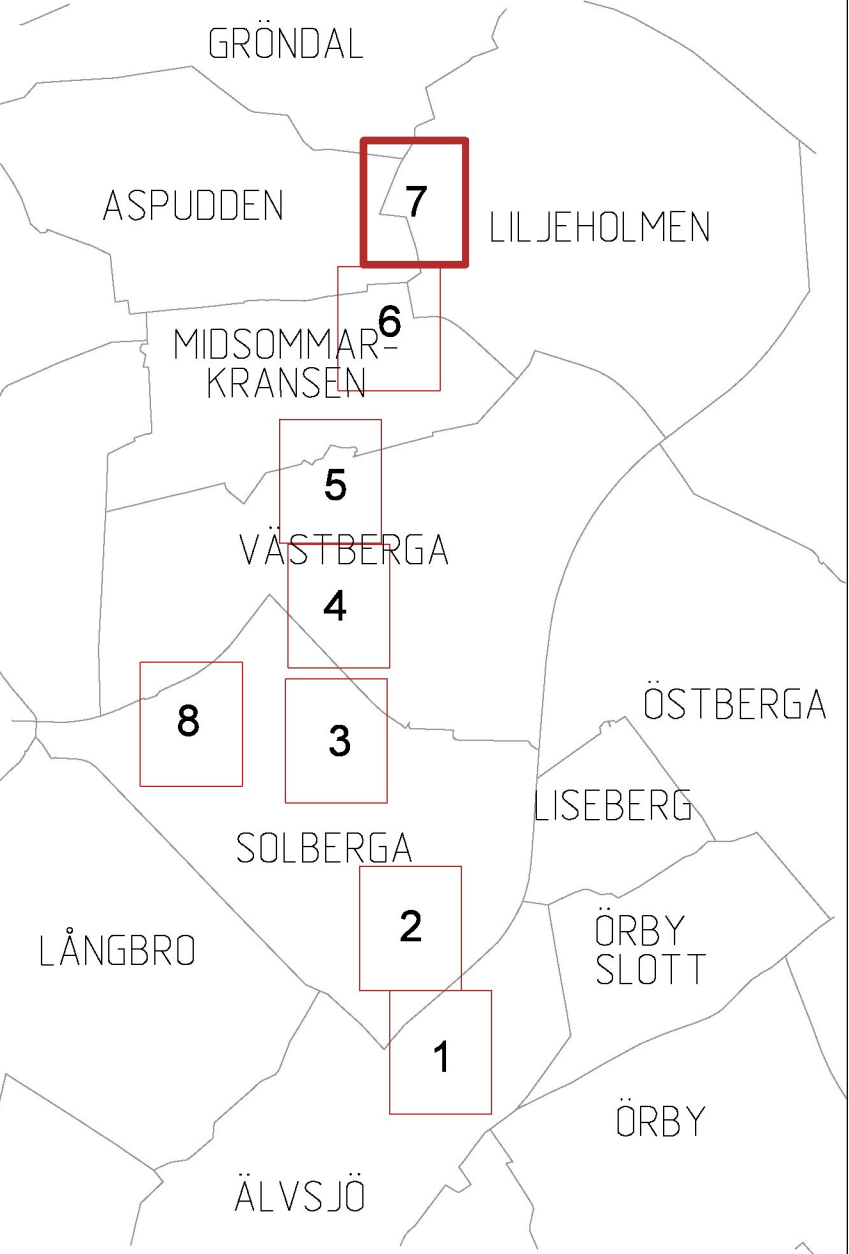 GRÖNDAL
ASPUDDEN
7
LILJEHOLMEN
6
MIDSOMMAR-
KRANSEN
5
VÄSTBERGA
4
ÖSTBERGA
8
3
LISEBERG
SOLBERGA
2
ÖRBY
SLOTT
LÅNGBRO
1
ÖRBY
ÄLVSJÖ